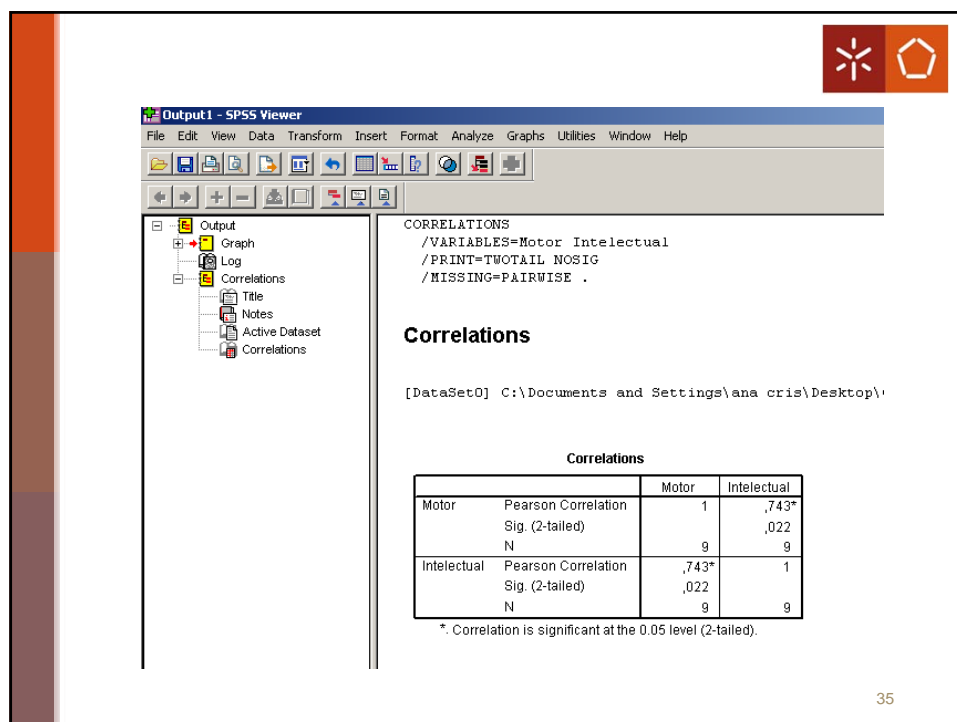 Output1 - SPSS Viewer
File Edit View Data Transform Insert Format Analyze Graphs Utilities Window Help
Output
Graph
Log
Correlations
Title
Notes
Active Dataset
Correlations
CORRELATIONS
/VARIABLES=Motor Intelectual
/PRINT=TWOTAIL NOSIG
/MISSING=PAIRWISE .
Correlations
[DataSet0] C:\Documents and Settings\ana cris\Desktop\
Correlations
Motor Intelectual
Motor Pearson Correlation 1 ,743*
Sig. (2-tailed) ,022
N 9 9
Intelectual Pearson Correlation ,743* 1
Sig. (2-tailed) ,022
N 9 9
*. Correlation is significant at the 0.05 level (2-tailed).
35